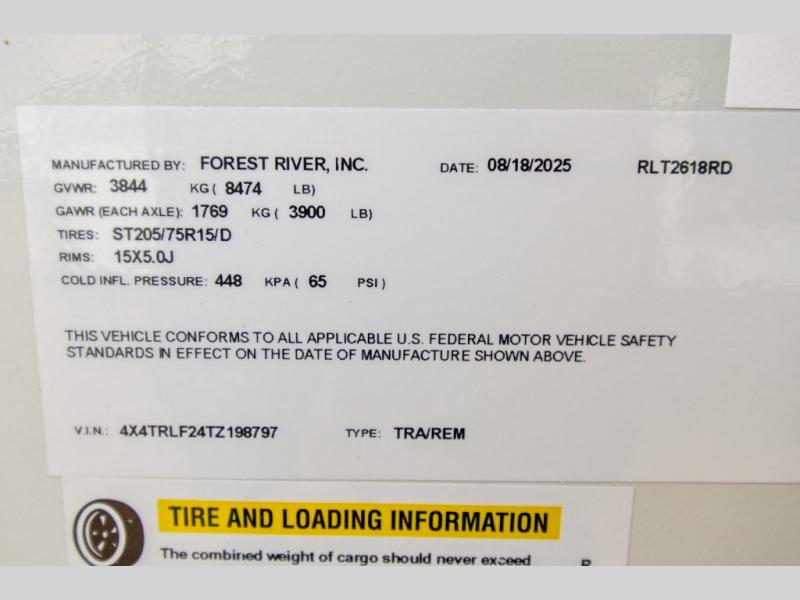 MANUFACTURED BY: FOREST RIVER, INC. DATE: 08/18/2025 RLT2618RD
GVWR: 3844 KG ( 8474 LB)
GAWR (EACH AXLE): 1769 KG ( 3900 LB)
TIRES: ST205/75R15/D
RIMS: 15X5.0J
COLD INFL. PRESSURE: 448 KPA ( 65 PSI )
THIS VEHICLE CONFORMS TO ALL APPLICABLE U.S. FEDERAL MOTOR VEHICLE SAFETY
STANDARDS IN EFFECT ON THE DATE OF MANUFACTURE SHOWN ABOVE.
V.I.N.: 4X4TRLF24TZ198797 TYPE: TRA/REM
TIRE AND LOADING INFORMATION
The combined weight of cargo should never exceed